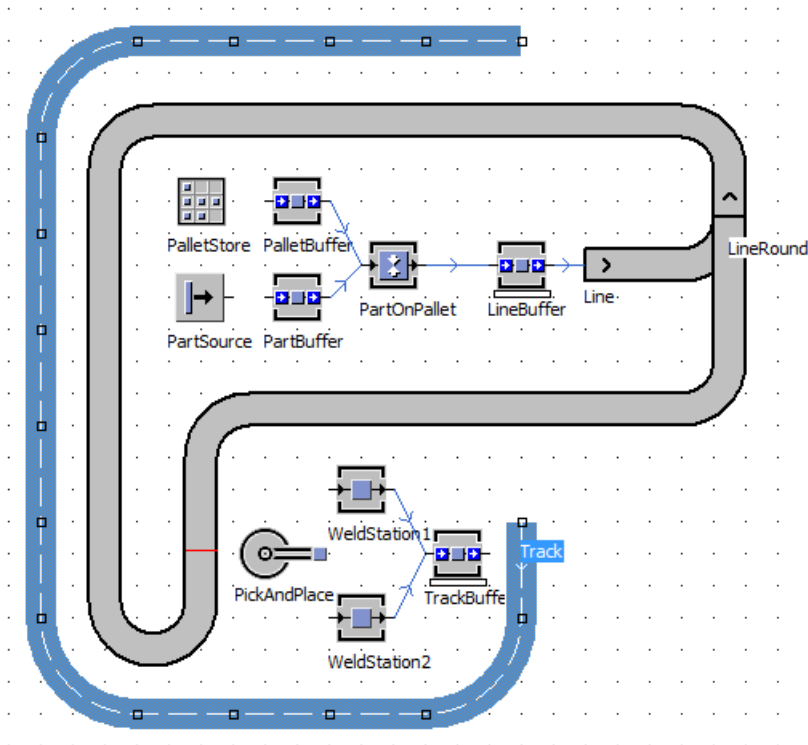 PalletStore
PalletBuffer
LineRound
PartOnPallet
LineBuffer
Line
PartSource
PartBuffer
WeldStation1
Track
PickAndPlace
TrackBuffe
WeldStation2